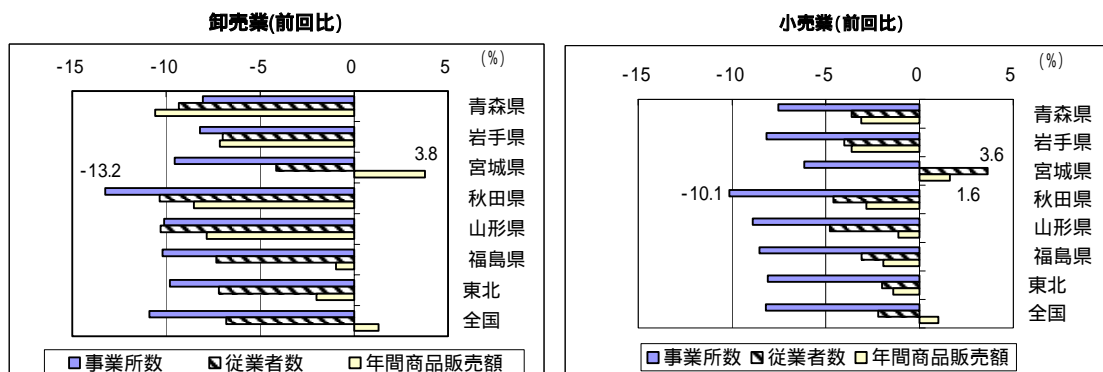 卸売業(前回比)
(%)
-15 -10 -5 0 5
青森県
岩手県
3.8
宮城県
-13.2
秋田県
山形県
福島県
東北
全国
事業所数 従業者数 年間商品販売額
小売業(前回比)
(%)
-15 -10 -5 0 5
青森県
岩手県
3.6
宮城県
-10.1
1.6
秋田県
山形県
福島県
東北
全国
事業所数 従業者数 年間商品販売額